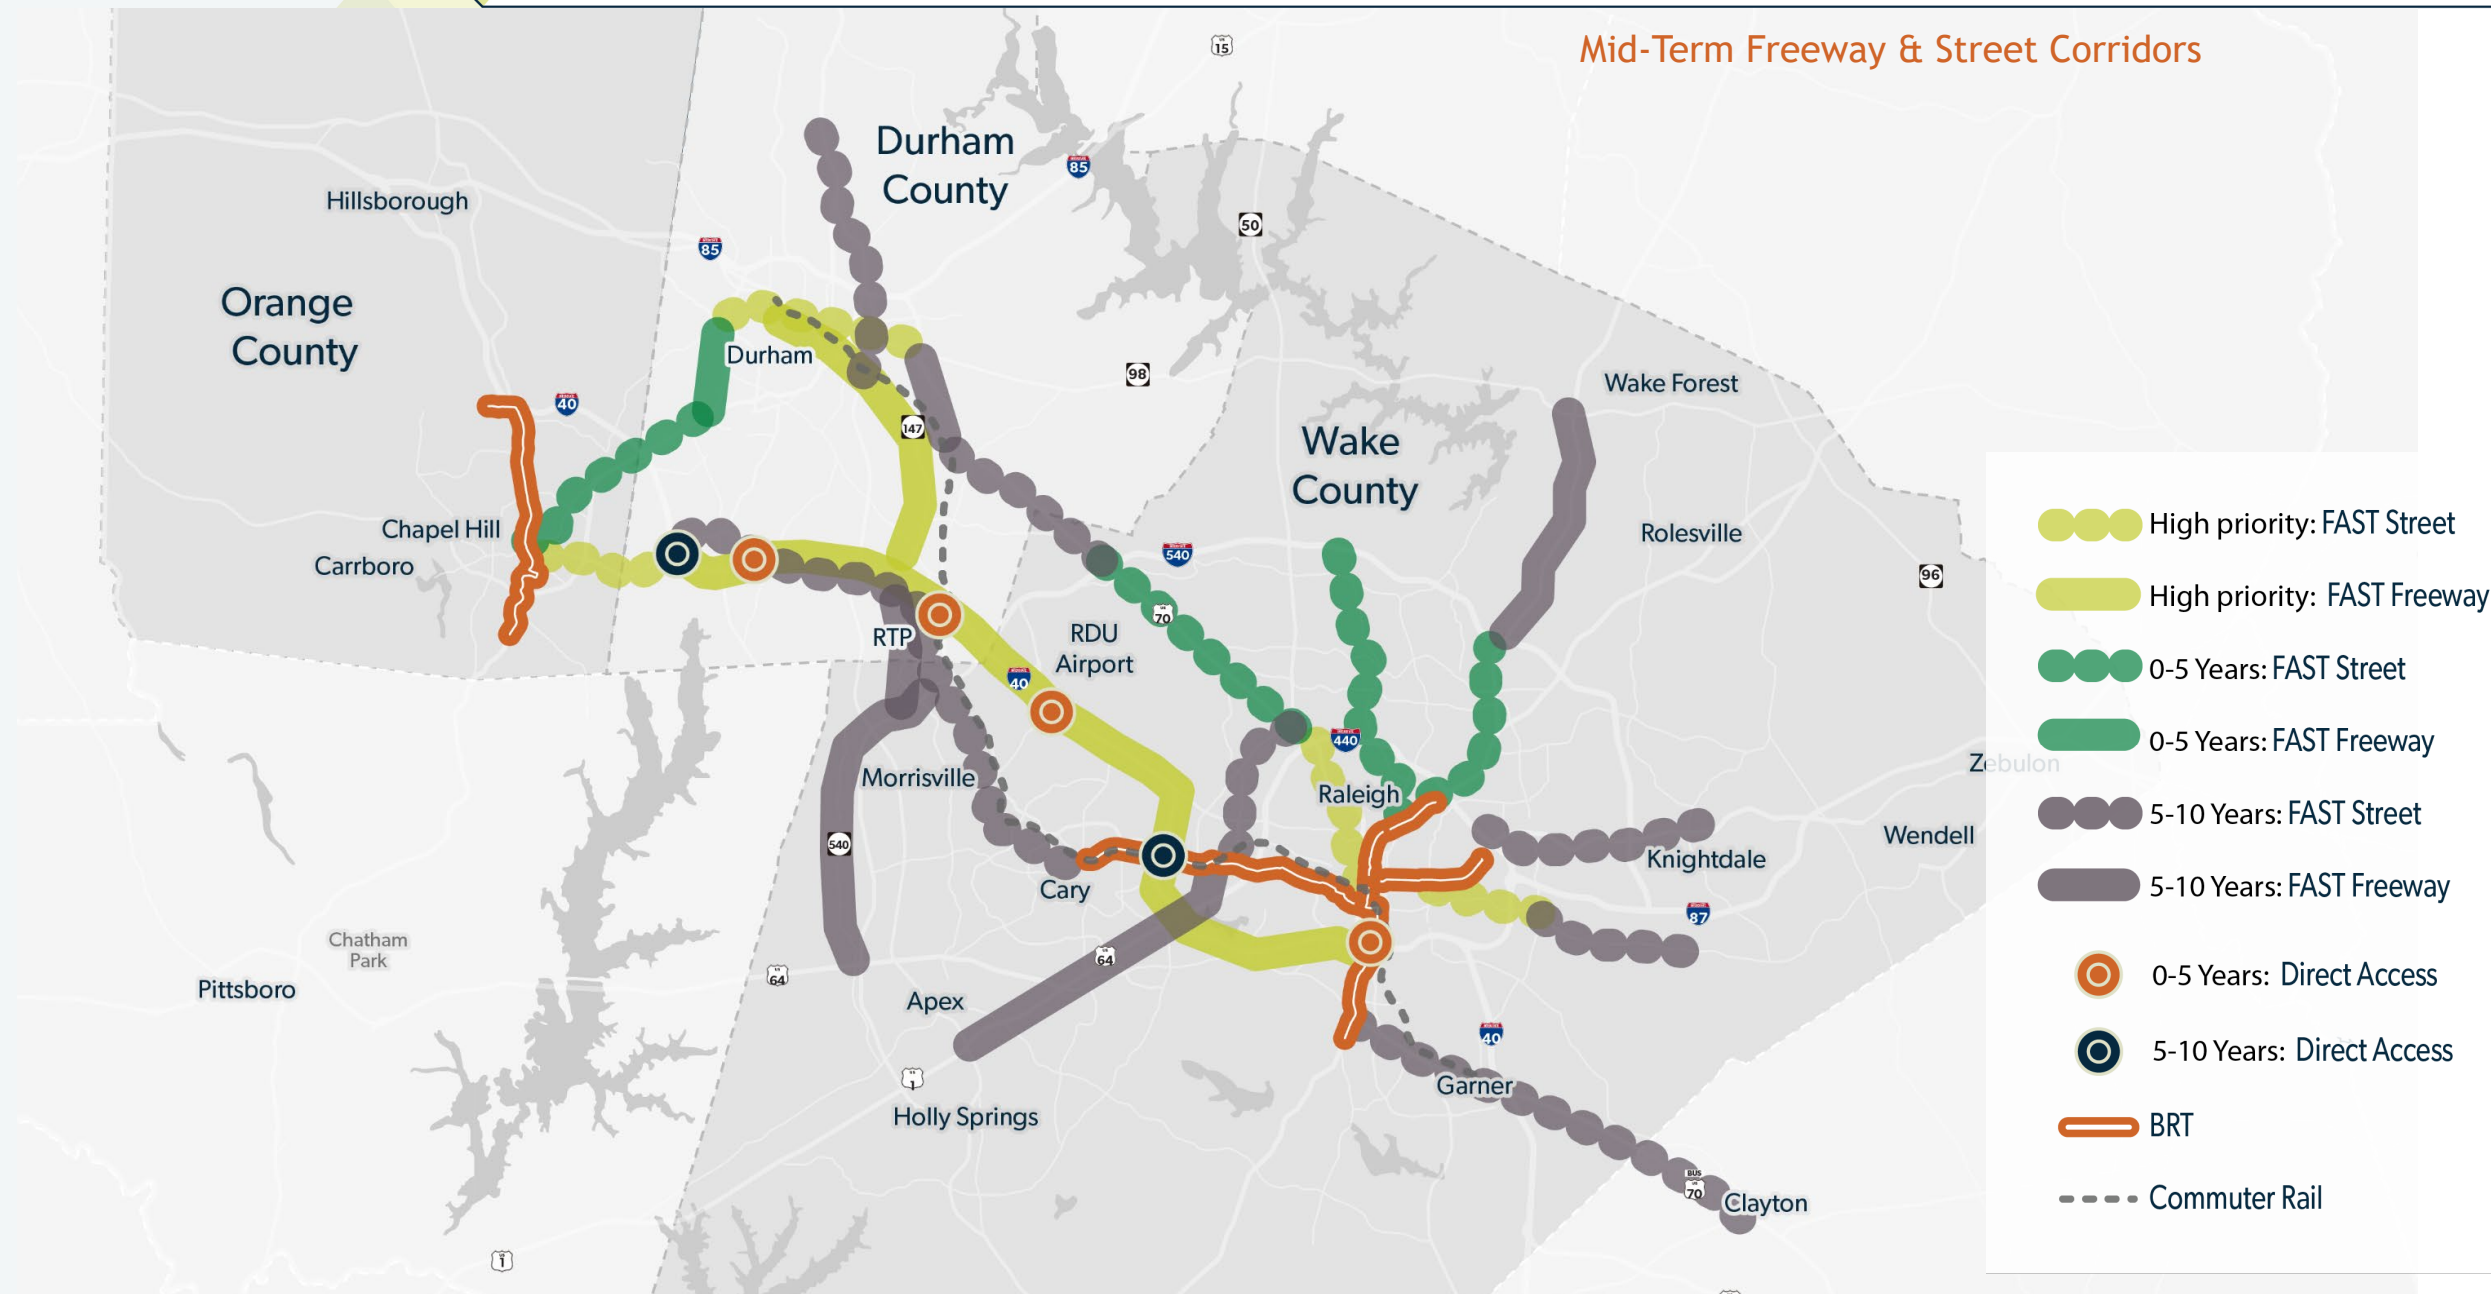 Mid-Term Freeway & Street Corridors
US
15
Durham
County
85
50
Hillsborough
85
Orange
County
Durham
98
Wake Forest
40
147
Wake
County
Chapel Hill
Carrboro
540
Rolesville
96
70
RTP
RDU
Airport
40
440
Zebulon
Morrisville
Raleigh
540
Wendell
Knightdale
Cary
87
Chatham
Park
64
64
Pittsboro
Apex
40
1
Garner
Holly Springs
BUS
70
Clayton
1
High priority: FAST Street
High priority: FAST Freeway
0-5 Years: FAST Street
0-5 Years: FAST Freeway
5-10 Years: FAST Street
5-10 Years: FAST Freeway
0-5 Years: Direct Access
5-10 Years: Direct Access
BRT
Commuter Rail